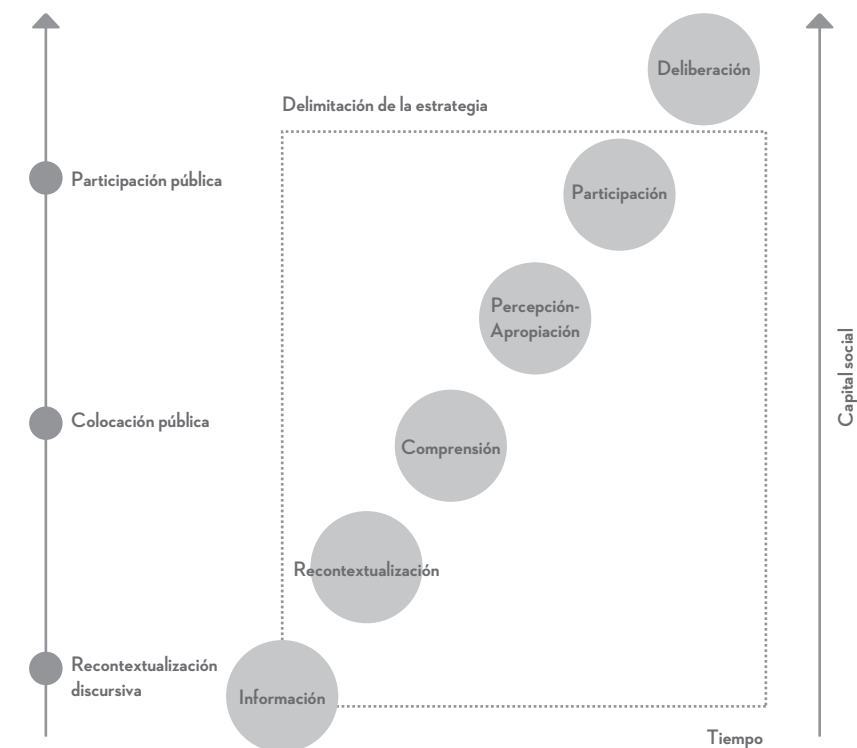 Deliberación
Delimitación de la estrategia
Participación pública
Participación
Percepción-
Apropiación
Capital social
Colocación pública
Comprensión
Recontextualización
Recontextualización
discursiva
Información
Tiempo